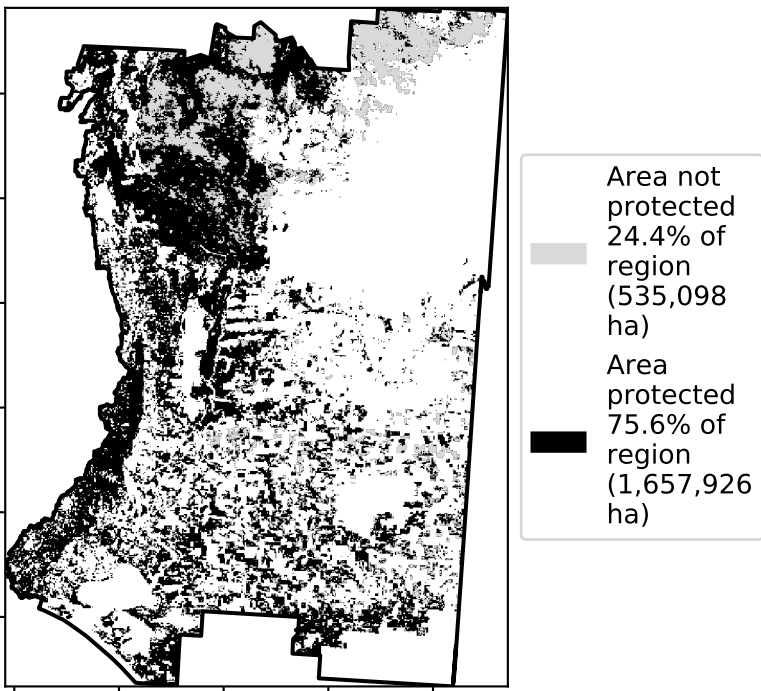 Area not
protected
24.4% of
region
(535,098
ha)
Area
protected
75.6% of
region
(1,657,926
ha)